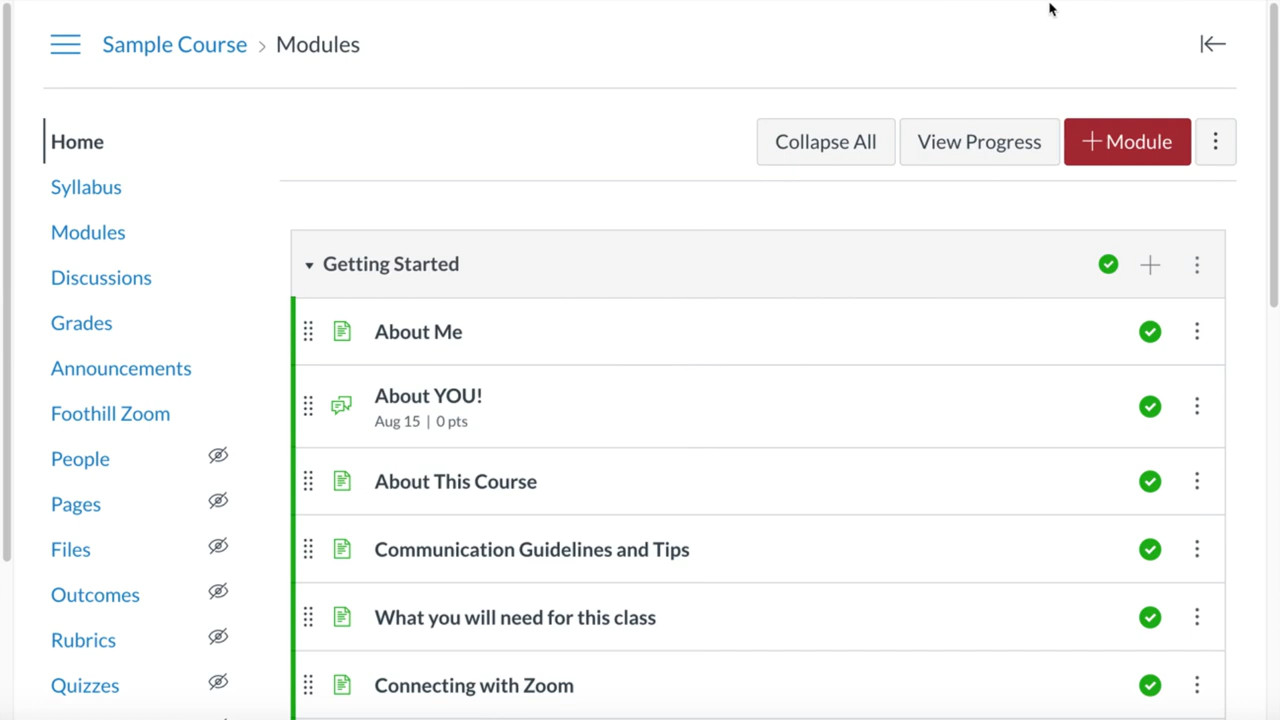 Sample Course > Modules
Collapse All
View Progress
+ Module
Home
Syllabus
Modules
Discussions
Grades
Announcements
Foothill Zoom
People
Pages
Files
Outcomes
Rubrics
Quizzes
Getting Started
About Me
About YOU!
Aug 15 | 0 pts
About This Course
Communication Guidelines and Tips
What you will need for this class
Connecting with Zoom